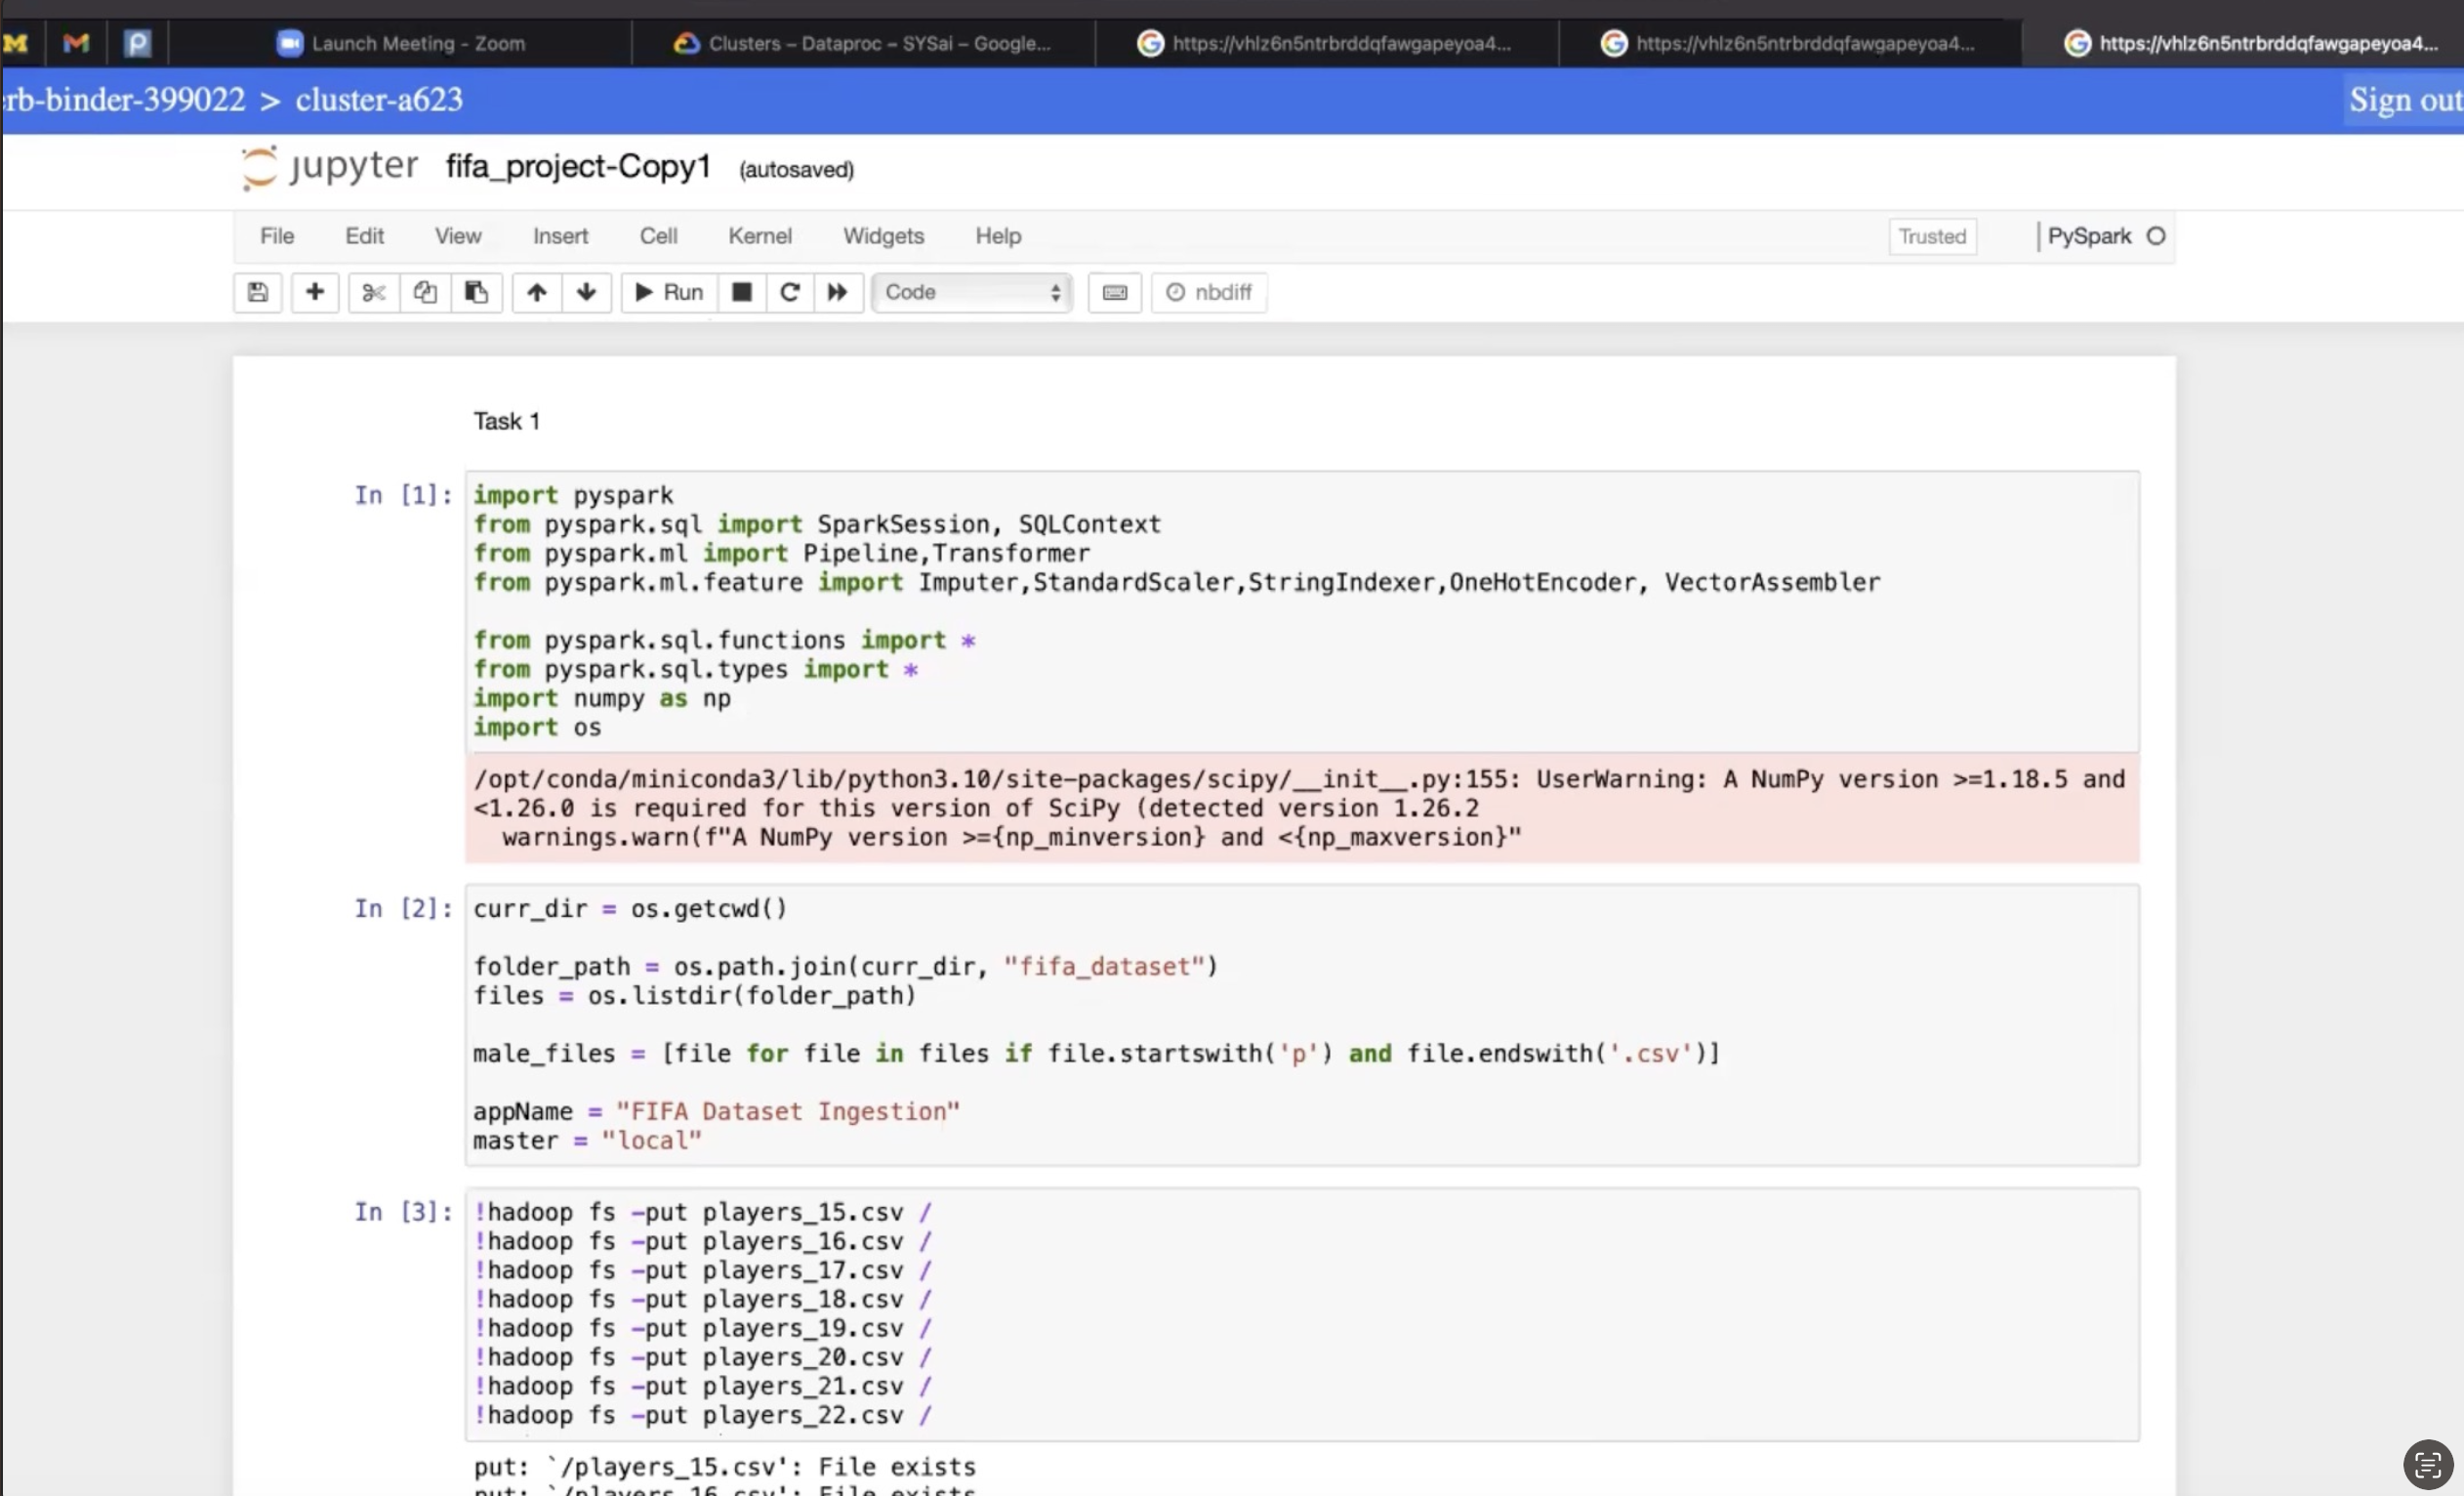 Launch Meeting - Zoom
Clusters – Dataproc – SYSai – Google...
https://vhlz6n5ntrbrddqfawgapeyoa4...
https://vhlz6n5ntrbrddqfawgapeyoa4...
https://vhlz6n5ntrbrddqfawgapeyoa4...
erb-binder-399022 > cluster-a623
Sign out
jupyter fifa_project-Copy1 (autosaved)
File Edit View Insert Cell Kernel Widgets Help
Trusted
PySpark
Run
Code
nbdiff
Task 1
In [1]:
import pyspark
from pyspark.sql import SparkSession, SQLContext
from pyspark.ml import Pipeline,Transformer
from pyspark.ml.feature import Imputer,StandardScaler,StringIndexer,OneHotEncoder, VectorAssembler
from pyspark.sql.functions import *
from pyspark.sql.types import *
import numpy as np
import os
/opt/conda/miniconda3/lib/python3.10/site-packages/scipy/__init__.py:155: UserWarning: A NumPy version >=1.18.5 and
<1.26.0 is required for this version of SciPy (detected version 1.26.2
warnings.warn(f"A NumPy version >={np_minversion} and <{np_maxversion}"
In [2]:
curr_dir = os.getcwd()
folder_path = os.path.join(curr_dir, "fifa_dataset")
files = os.listdir(folder_path)
male_files = [file for file in files if file.startswith('p') and file.endswith('.csv')]
appName = "FIFA Dataset Ingestion"
master = "local"
In [3]:
!hadoop fs -put players_15.csv /
!hadoop fs -put players_16.csv /
!hadoop fs -put players_17.csv /
!hadoop fs -put players_18.csv /
!hadoop fs -put players_19.csv /
!hadoop fs -put players_20.csv /
!hadoop fs -put players_21.csv /
!hadoop fs -put players_22.csv /
put: `/players_15.csv': File exists
put: `/players_16.csv': File exists